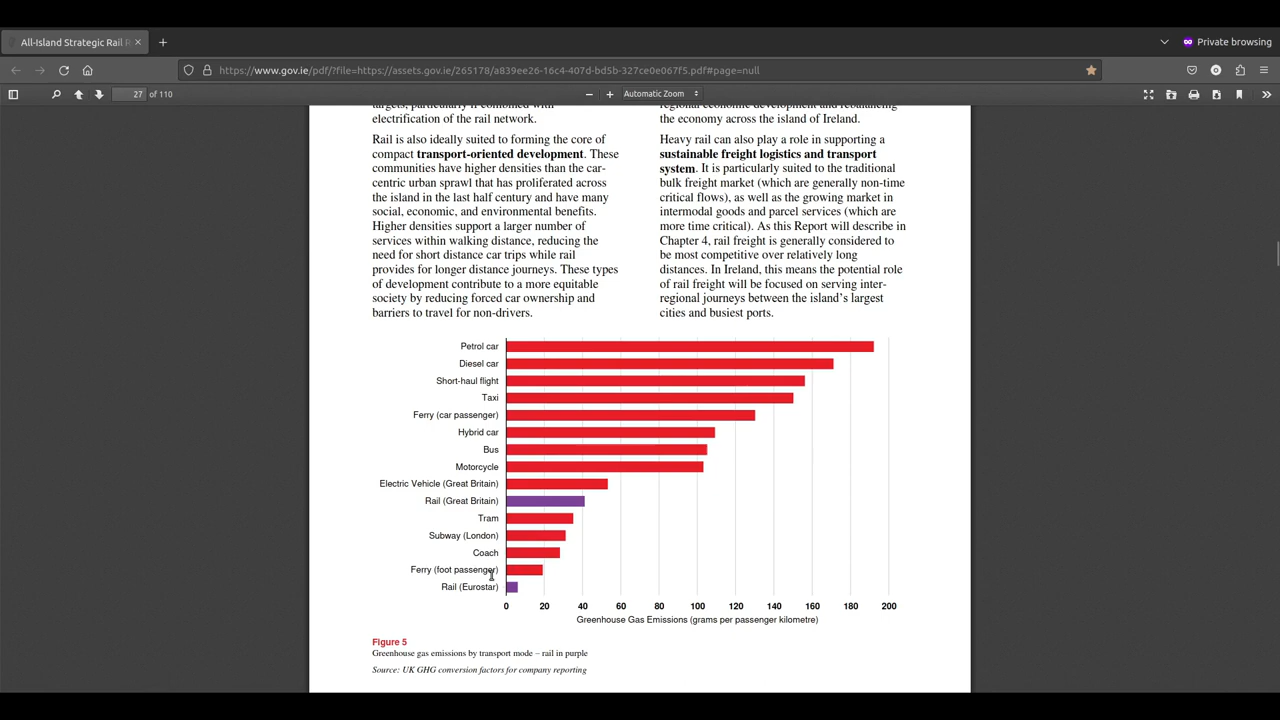 All-Island Strategic Rail
Private browsing
https://www.gov.ie/pdf/?file=https://assets.gov.ie/265178/a839ee26-16c4-407d-bd5b-327ce0e067f5.pdf#page=null
27 of 110
Automatic Zoom
targets, particularly if combined with
electrification of the rail network.
Rail is also ideally suited to forming the core of
compact transport-oriented development. These
communities have higher densities than the car-
centric urban sprawl that has proliferated across
the island in the last half century and have many
social, economic, and environmental benefits.
Higher densities support a larger number of
services within walking distance, reducing the
need for short distance car trips while rail
provides for longer distance journeys. These types
of development contribute to a more equitable
society by reducing forced car ownership and
barriers to travel for non-drivers.
regional economic development and rebalancing
the economy across the island of Ireland.
Heavy rail can also play a role in supporting a
sustainable freight logistics and transport
system. It is particularly suited to the traditional
bulk freight market (which are generally non-time
critical flows), as well as the growing market in
intermodal goods and parcel services (which are
more time critical). As this Report will describe in
Chapter 4, rail freight is generally considered to
be most competitive over relatively long
distances. In Ireland, this means the potential role
of rail freight will be focused on serving inter-
regional journeys between the island's largest
cities and busiest ports.
Petrol car
Diesel car
Short-haul flight
Taxi
Ferry (car passenger)
Hybrid car
Bus
Motorcycle
Electric Vehicle (Great Britain)
Rail (Great Britain)
Tram
Subway (London)
Coach
Ferry (foot passenger)
Rail (Eurostar)
0 20 40 60 80 100 120 140 160 180 200
Greenhouse Gas Emissions (grams per passenger kilometre)
Figure 5
Greenhouse gas emissions by transport mode – rail in purple
Source: UK GHG conversion factors for company reporting